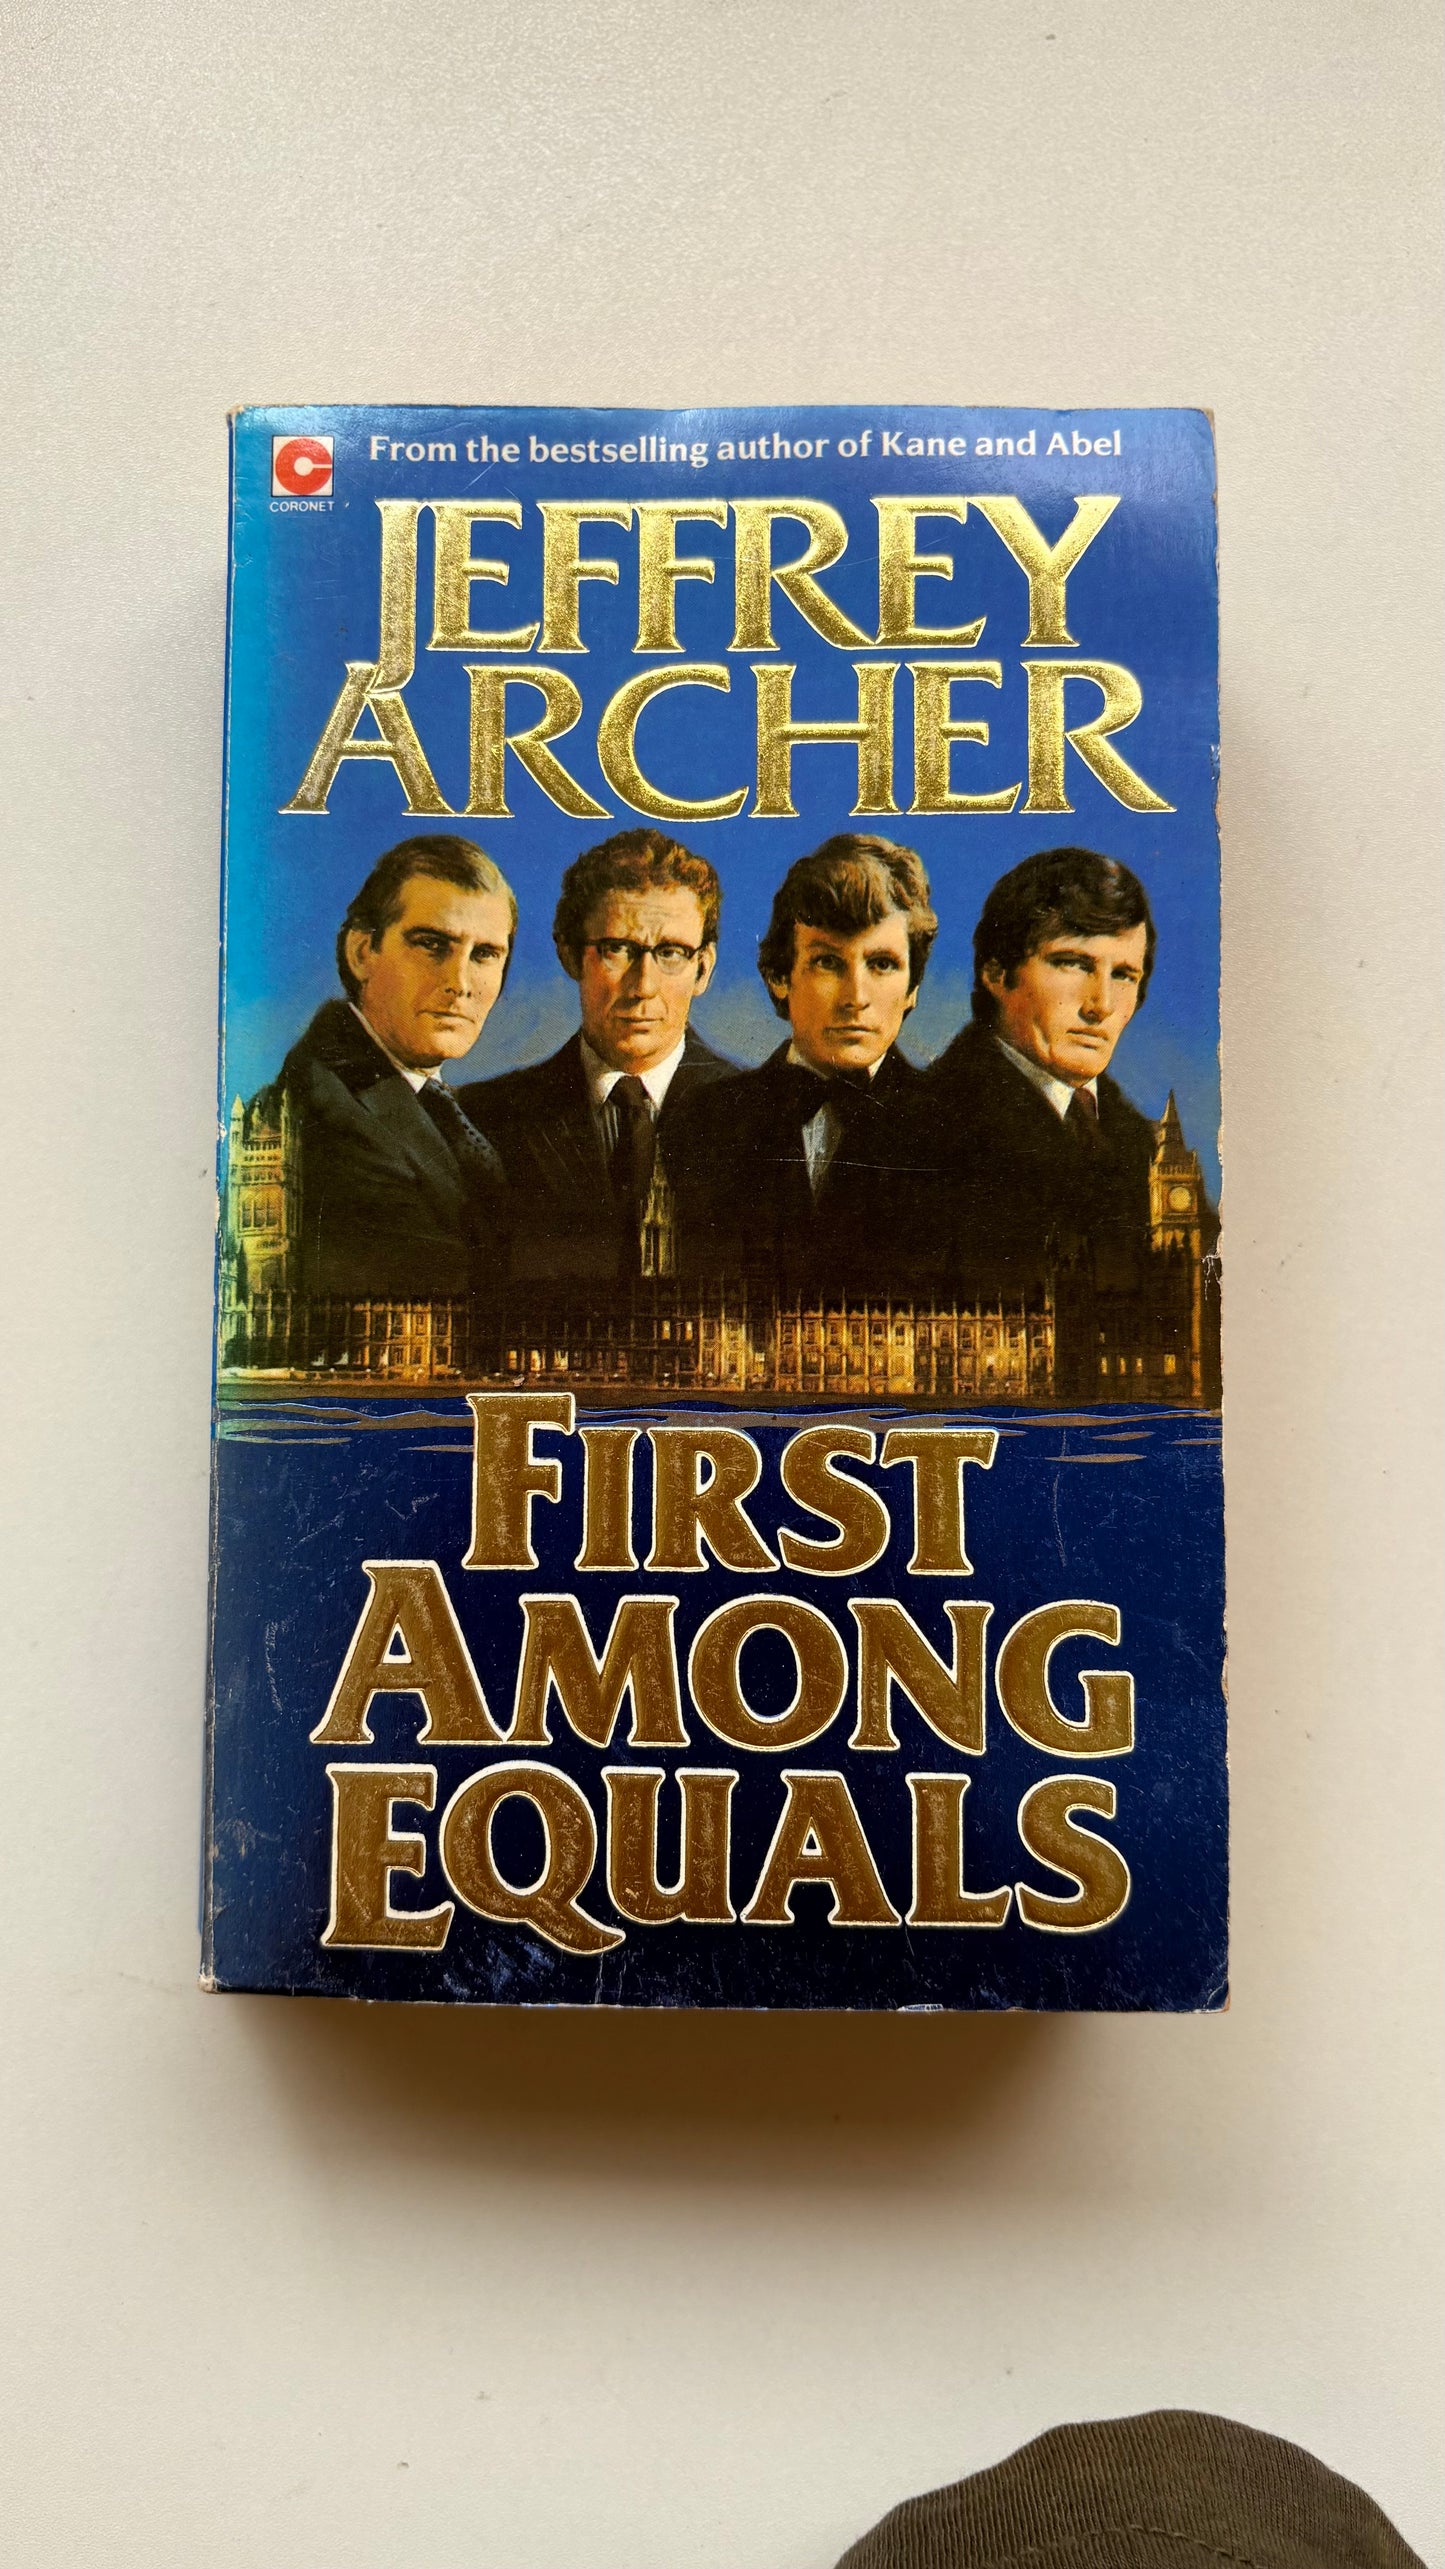 From the bestselling author of Kane and Abel
CORONET
JEFFREY
ARCHER
FIRST
AMONG
EQUALS